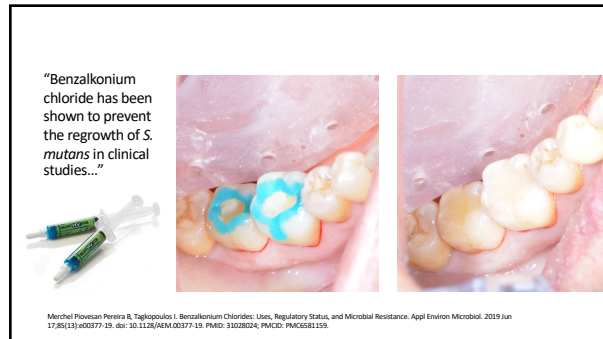 “Benzalkonium
chloride has been
shown to prevent
the regrowth of S.
mutans in clinical
studies...”
Merchel Piovesan Pereira B, Tagkopoulos I. Benzalkonium Chlorides: Uses, Regulatory Status, and Microbial Resistance. Appl Environ Microbiol. 2019 Jun
17;85(13):e00377-19. doi: 10.1128/AEM.00377-19. PMID: 31028024; PMCID: PMC6581159.